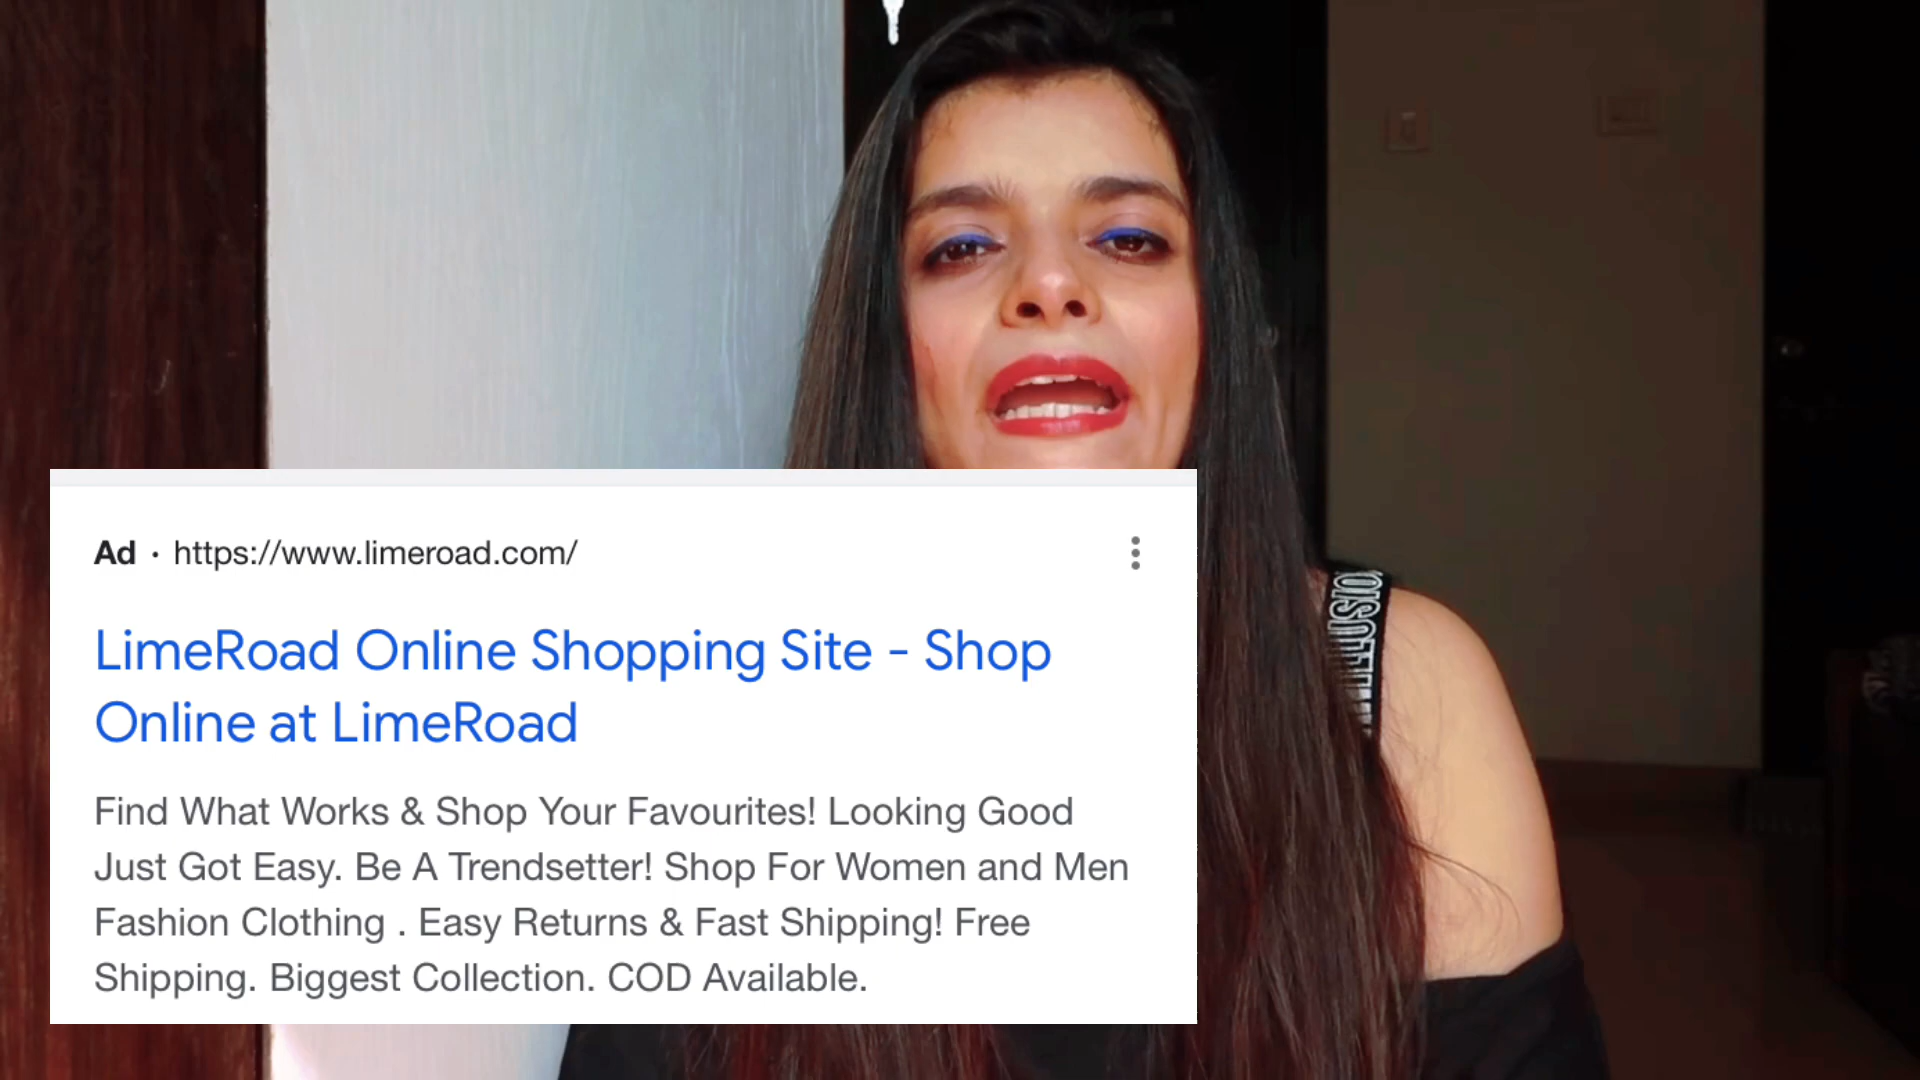 Ad · https://www.limeroad.com/
LimeRoad Online Shopping Site - Shop
Online at LimeRoad
Find What Works & Shop Your Favourites! Looking Good
Just Got Easy. Be A Trendsetter! Shop For Women and Men
Fashion Clothing . Easy Returns & Fast Shipping! Free
Shipping. Biggest Collection. COD Available.